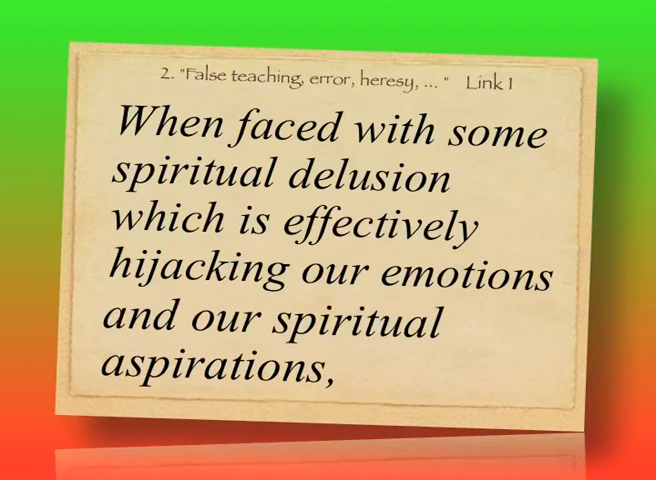 2. "False teaching, error, heresy, ... " Link 1
When faced with some
spiritual delusion
which is effectively
hijacking our emotions
and our spiritual
aspirations,